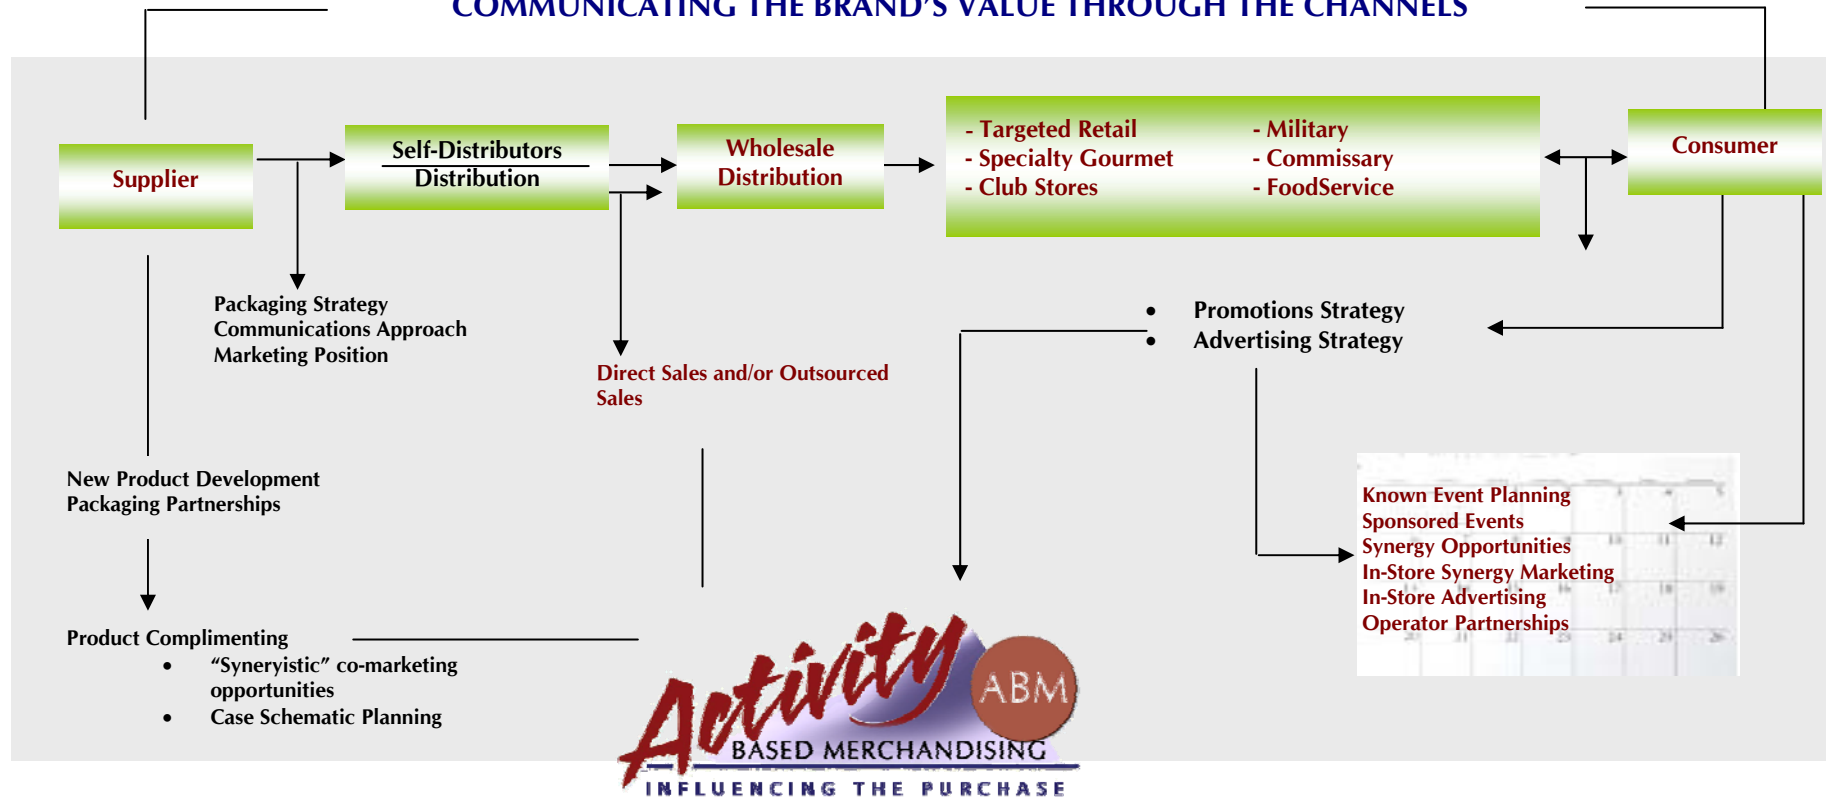 COMMUNICATING THE BRAND'S VALUE THROUGH THE CHANNELS
Supplier
Self-Distributors
Distribution
Wholesale
Distribution
- Targeted Retail
- Specialty Gourmet
- Club Stores
- Military
- Commissary
- FoodService
Consumer
Packaging Strategy
Communications Approach
Marketing Position
Direct Sales and/or Outsourced
Sales
• Promotions Strategy
• Advertising Strategy
New Product Development
Packaging Partnerships
Known Event Planning
Sponsored Events
Synergy Opportunities
In-Store Synergy Marketing
In-Store Advertising
Operator Partnerships
Product Complimenting
• “Syneryistic” co-marketing
opportunities
• Case Schematic Planning
Activity
ABM
BASED MERCHANDISING
INFLUENCING THE PURCHASE